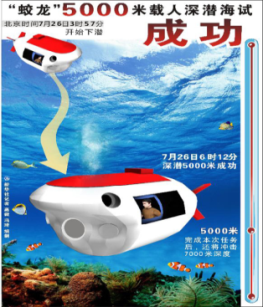 “蛟龙”5000米载人深潜海试
成功
北京时间7月26日3时57分
开始下潜
7月26日6时12分
深潜5000米成功
5000米
完成本次任务
后，还将冲击
7000米深度